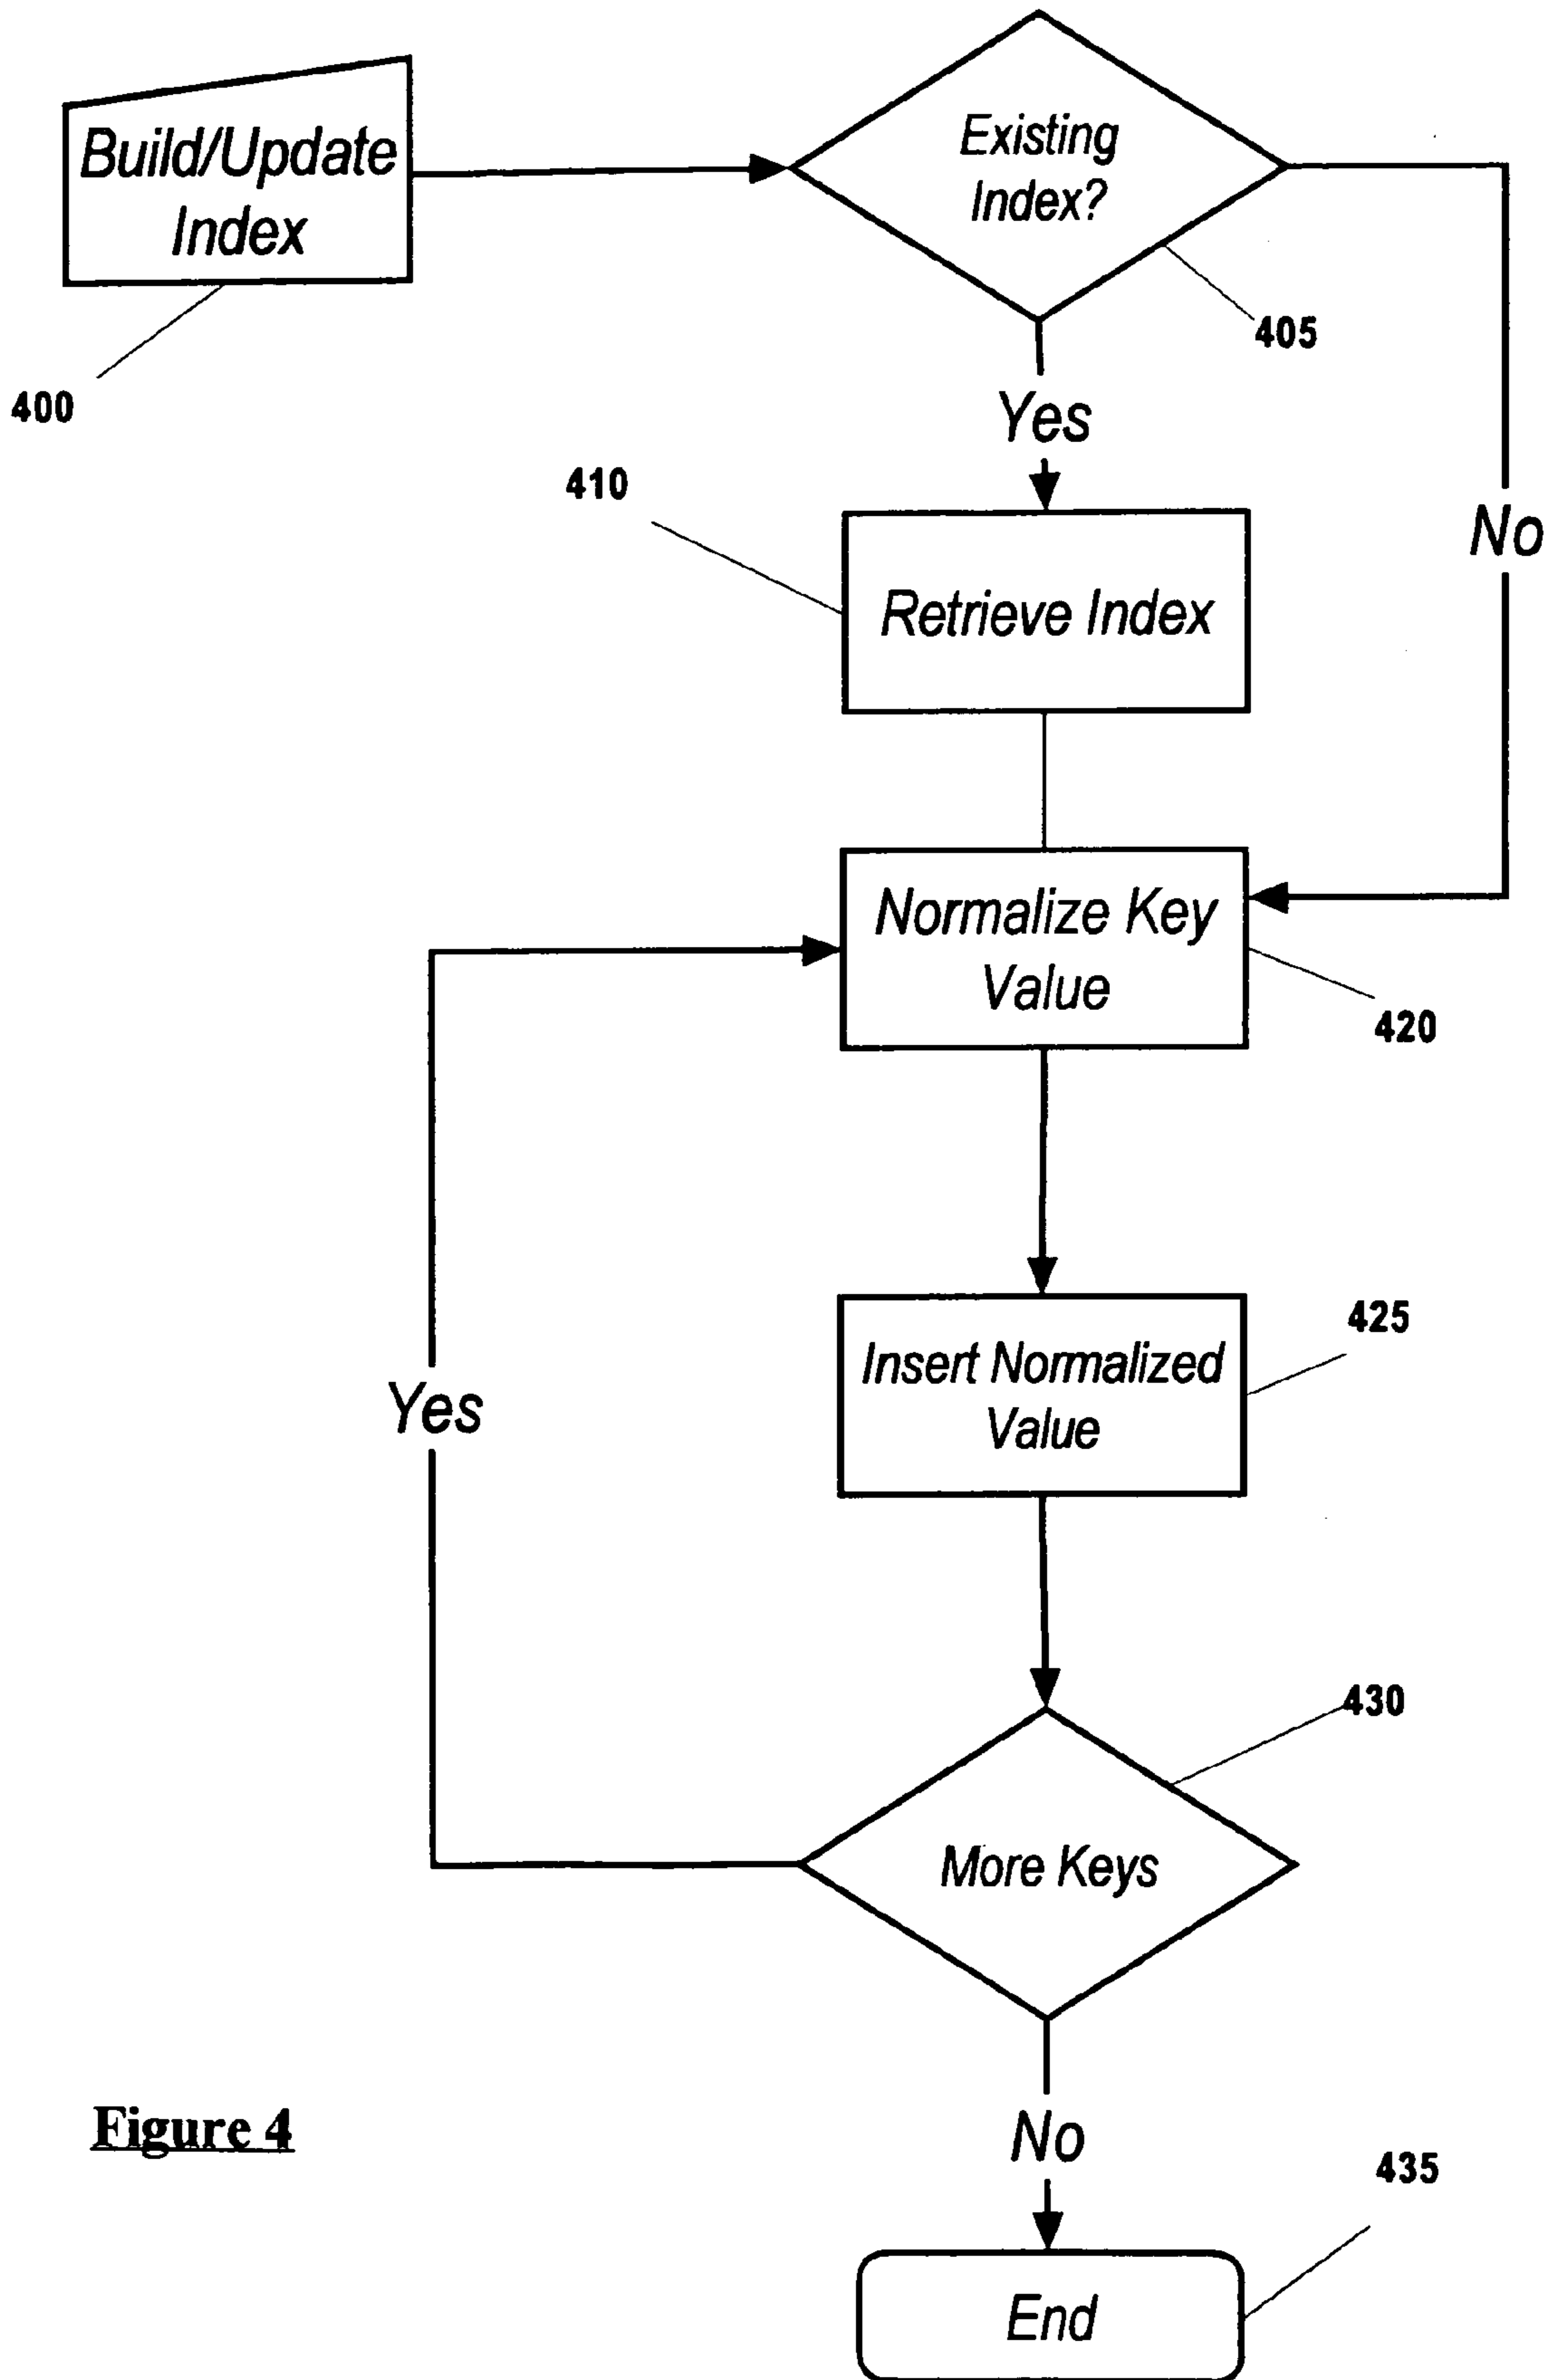 Build/Update
Index
400
Existing
Index?
405
Yes
No
410
Retrieve Index
Normalize Key
Value
420
Insert Normalized
Value
425
Yes
430
More Keys
No
Figure 4
435
End